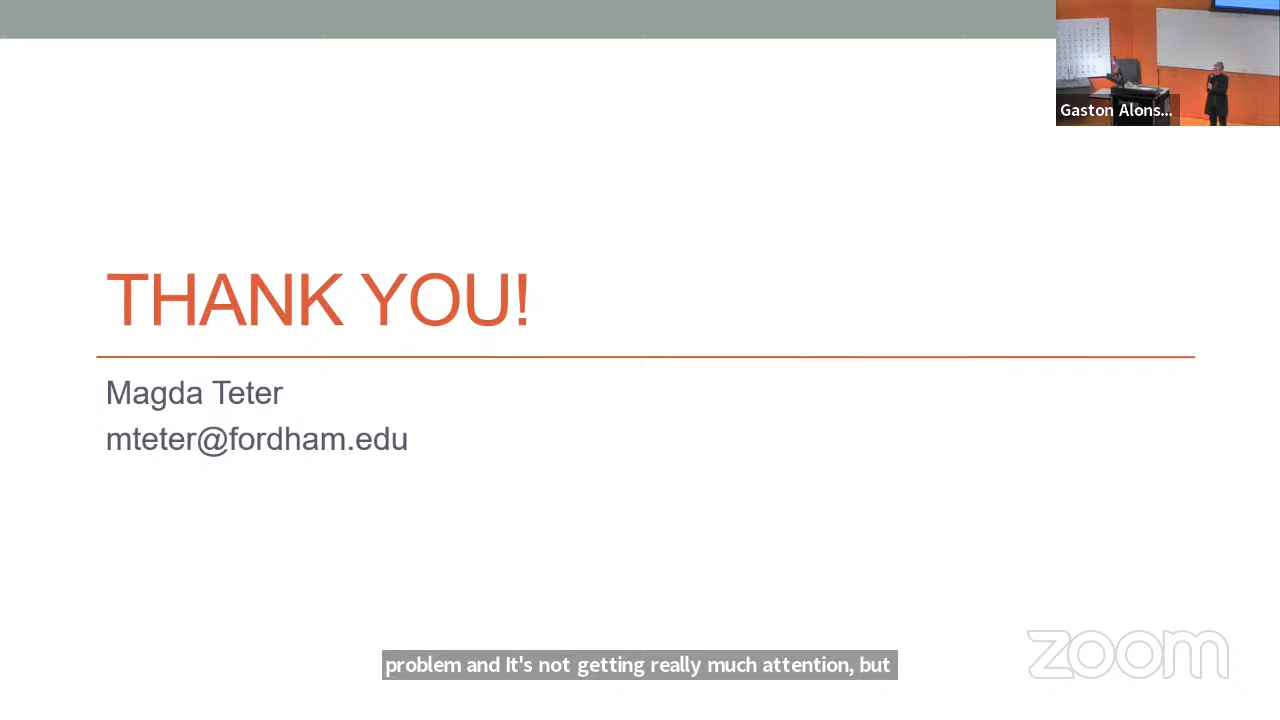 Gaston Alons...
THANK YOU!
Magda Teter
mteter@fordham.edu
problem and It's not getting really much attention, but
zoom